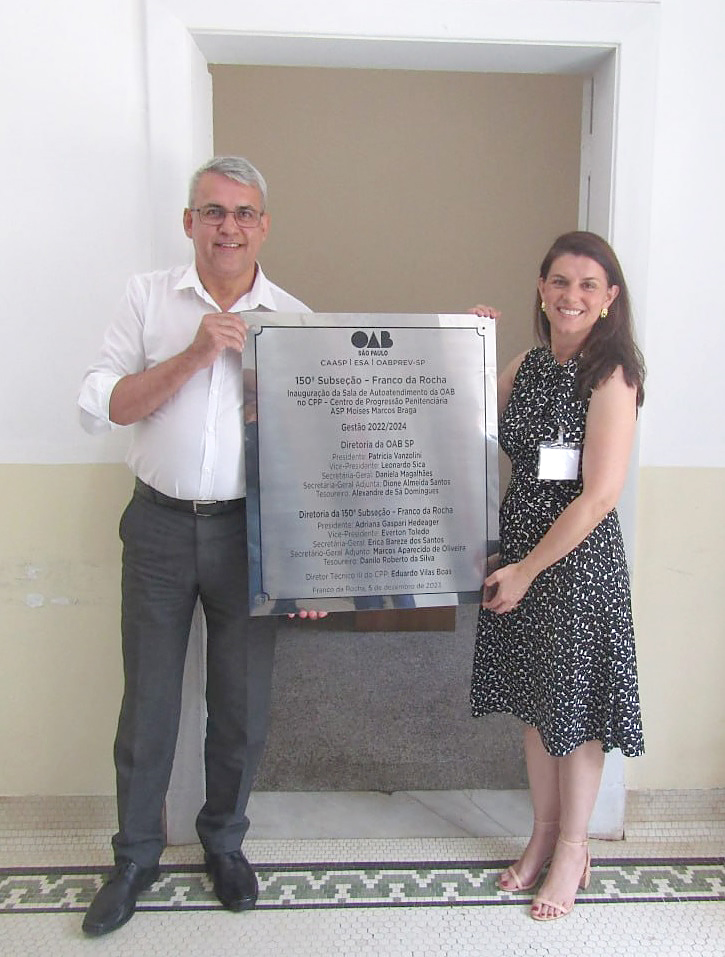 OAB
SÃO PAULO
CAASP | ESA | OABPREV-SP
150ª Subseção - Franco da Rocha
Inauguração da Sala de Autoatendimento da OAB
no CPP - Centro de Progressão Penitenciária
ASP Moises Marcos Braga
Gestão 2022/2024
Diretoria da OAB SP
Presidente: Patricia Vanzolini
Vice-Presidente: Leonardo Sica
Secretária-Geral: Daniela Magalhães
Secretária-Geral Adjunta: Dione Almeida Santos
Tesoureiro: Alexandre de Sá Domingues
Diretoria da 150ª Subseção - Franco da Rocha
Presidente: Adriana Gaspari Hedeager
Vice-Presidente: Everton Toledo
Secretária-Geral: Erica Bareze dos Santos
Secretário-Geral Adjunto: Marcos Aparecido de Oliveira
Tesoureiro: Danilo Roberto da Silva
Diretor Técnico III do CPP: Eduardo Vilas Boas
Franco da Rocha, 5 de dezembro de 2023